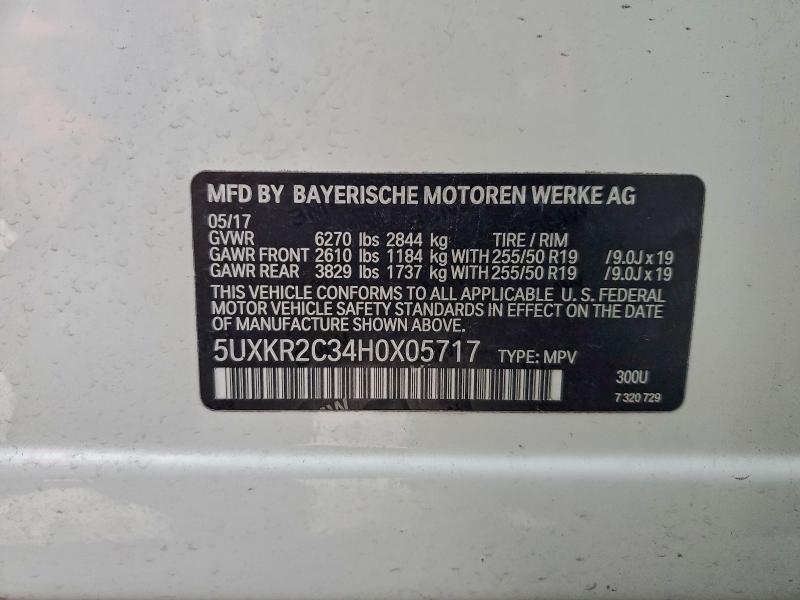 MFD BY BAYERISCHE MOTOREN WERKE AG
05/17
GVWR 6270 lbs 2844 kg TIRE / RIM
GAWR FRONT 2610 lbs 1184 kg WITH 255/50 R19 /9.0J x 19
GAWR REAR 3829 lbs 1737 kg WITH 255/50 R19 /9.0J x 19
THIS VEHICLE CONFORMS TO ALL APPLICABLE U. S. FEDERAL
MOTOR VEHICLE SAFETY STANDARDS IN EFFECT ON THE
DATE OF MANUFACTURE SHOWN ABOVE.
5UXKR2C34H0X05717 TYPE: MPV
300U
7 320 729